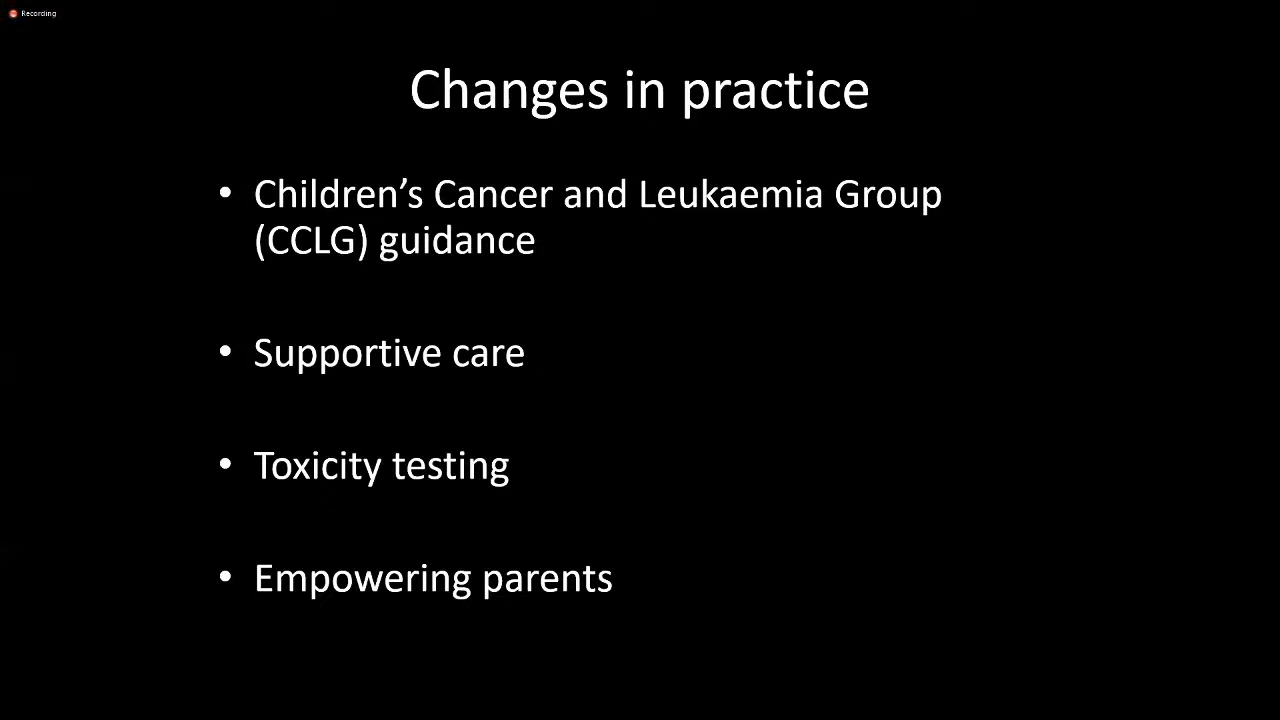 Recording
Changes in practice
• Children’s Cancer and Leukaemia Group
(CCLG) guidance
• Supportive care
• Toxicity testing
• Empowering parents